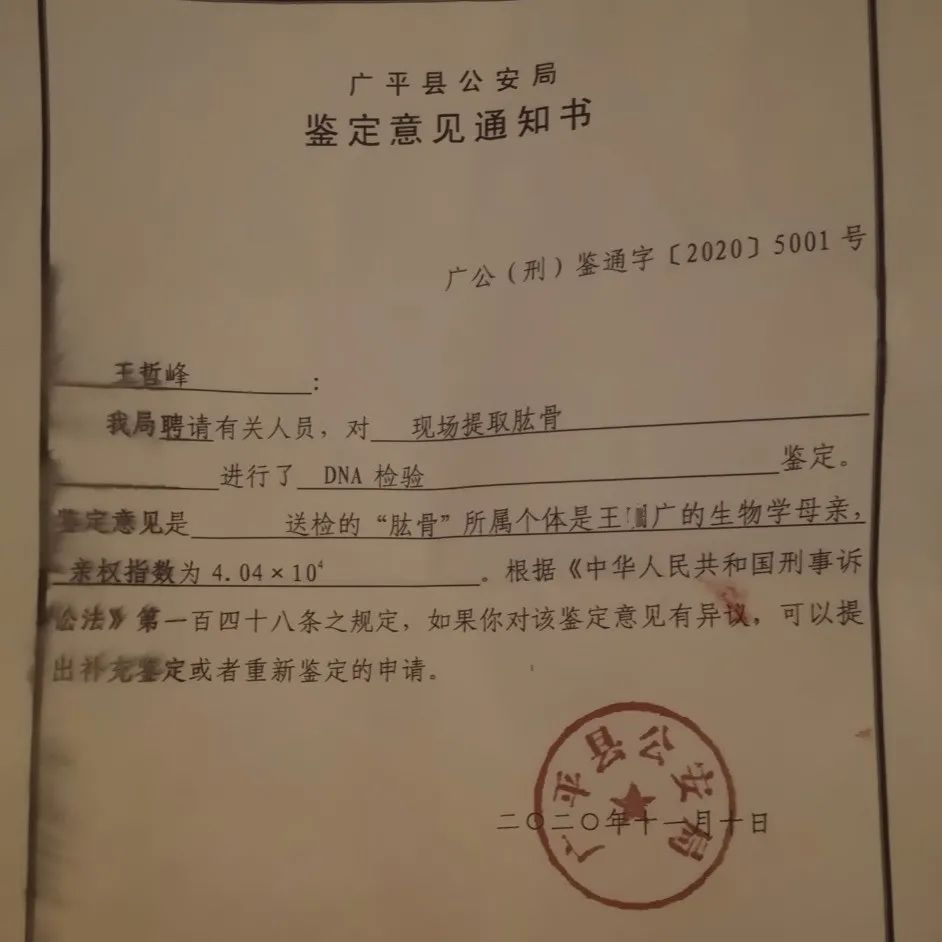 广平县公安局
鉴定意见通知书
广公（刑）鉴通字〔2020〕5001 号
王哲峰：
我局聘请有关人员，对 现场提取肱骨
进行了 DNA 检验 鉴定。
鉴定意见是 送检的“肱骨”所属个体是王广的生物学母亲，
亲权指数为 4.04×10⁴。根据《中华人民共和国刑事诉
讼法》第一百四十八条之规定，如果你对该鉴定意见有异议，可以提
出补充鉴定或者重新鉴定的申请。
广平县公安局
二〇二〇年十一月十日